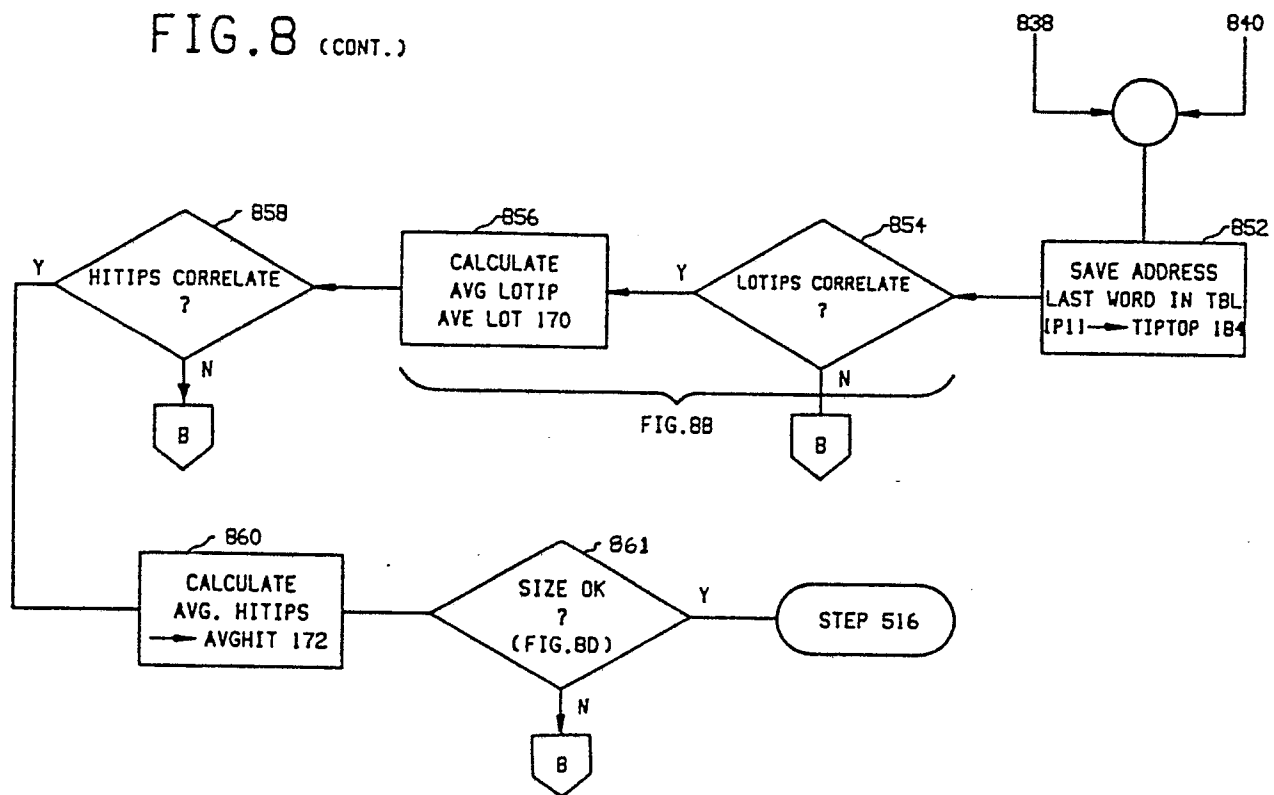 FIG.8 (CONT.)
838
840
858
HITIPS CORRELATE
?
Y
N
B
856
CALCULATE
AVG LOTIP
AVE LOT 170
Y
854
LOTIPS CORRELATE
?
N
B
FIG.8B
852
SAVE ADDRESS
LAST WORD IN TBL
[P1]→ TIPTOP 184
860
CALCULATE
AVG. HITIPS
→ AVGHIT 172
861
SIZE OK
?
(FIG.8D)
Y
N
B
STEP 516